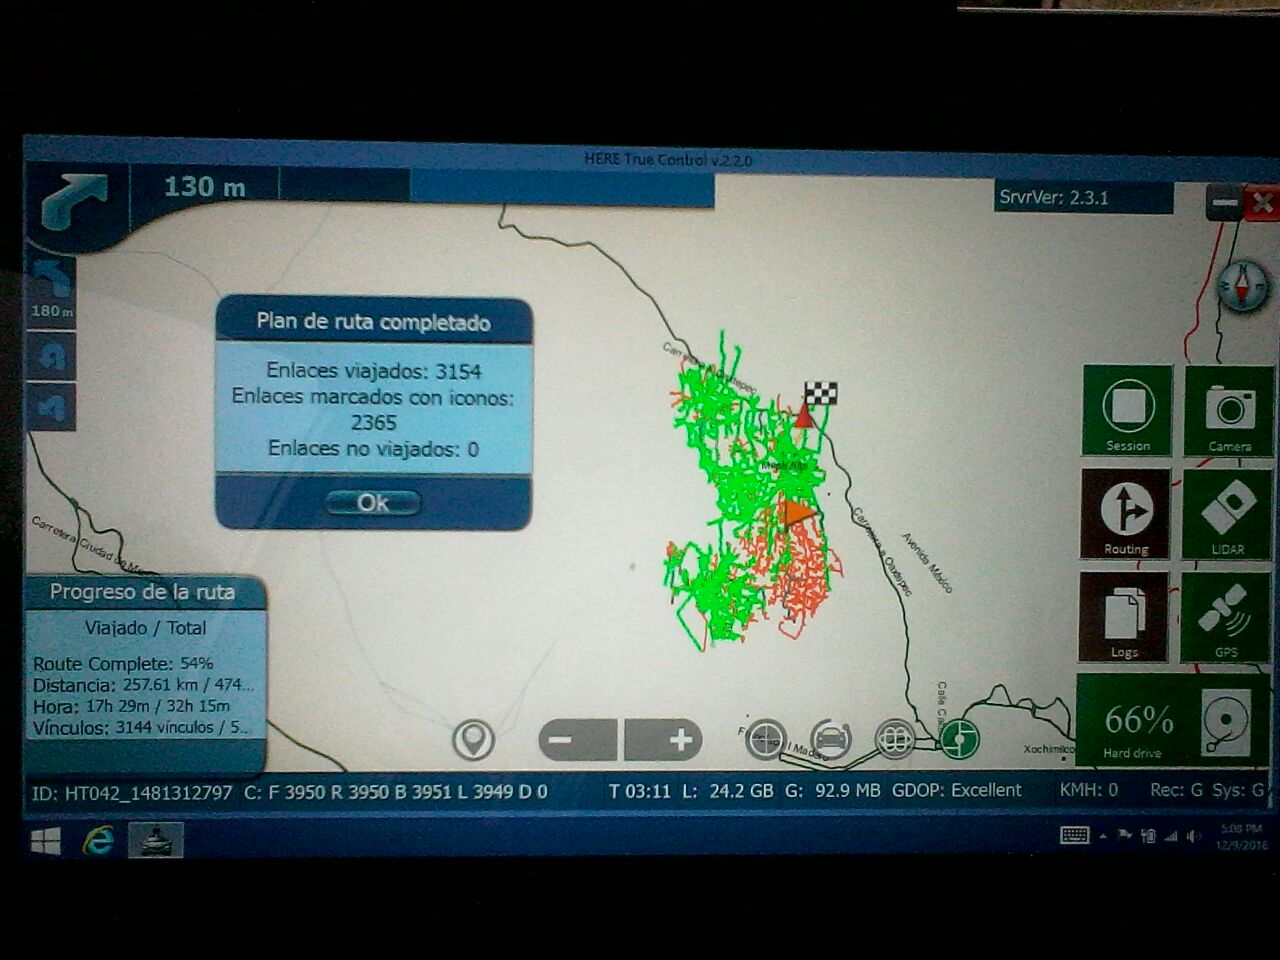 HERE True Control v.2.2.0
130 m
SrvrVer: 2.3.1
180 m
Plan de ruta completado
Enlaces viajados: 3154
Enlaces marcados con iconos:
2365
Enlaces no viajados: 0
Ok
Carretera a Oaxtepec
Avenida México
Session
Camera
Routing
LIDAR
Logs
GPS
66%
Hard drive
Progreso de la ruta
Viajado / Total
Route Complete: 54%
Distancia: 257.61 km / 474...
Hora: 17h 29m / 32h 15m
Vínculos: 3144 vínculos / 5...
Carretera Ciudad de
Xochimilco
ID: HT042_1481312797 C: F 3950 R 3950 B 3951 L 3949 D 0 T 03:11 L: 24.2 GB G: 92.9 MB GDOP: Excellent KMH: 0 Rec: G Sys: G
5:08 PM
12/9/2016